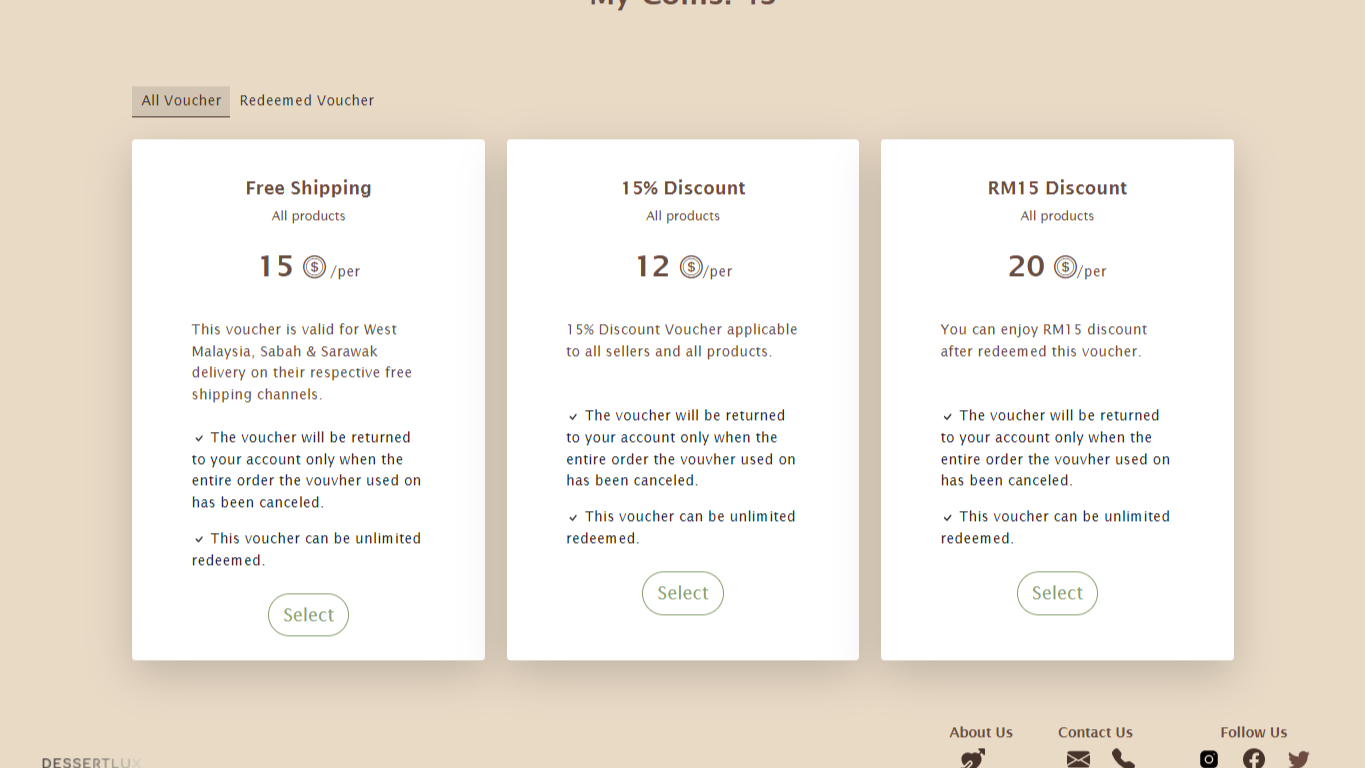 My Coins: 45
All Voucher Redeemed Voucher
Free Shipping
All products
15 $ /per
This voucher is valid for West
Malaysia, Sabah & Sarawak
delivery on their respective free
shipping channels.
The voucher will be returned
to your account only when the
entire order the vouvher used on
has been canceled.
This voucher can be unlimited
redeemed.
Select
15% Discount
All products
12 $ /per
15% Discount Voucher applicable
to all sellers and all products.
The voucher will be returned
to your account only when the
entire order the vouvher used on
has been canceled.
This voucher can be unlimited
redeemed.
Select
RM15 Discount
All products
20 $ /per
You can enjoy RM15 discount
after redeemed this voucher.
The voucher will be returned
to your account only when the
entire order the vouvher used on
has been canceled.
This voucher can be unlimited
redeemed.
Select
About Us Contact Us Follow Us
DESSERTLUX